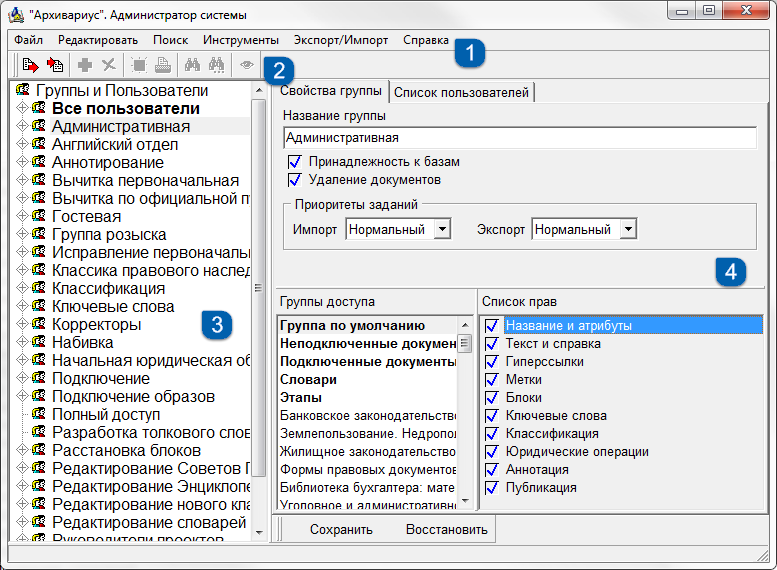 "Архивариус". Администратор системы
Файл Редактировать Поиск Инструменты Экспорт/Импорт Справка
1
2
Группы и Пользователи
Все пользователи
Административная
Английский отдел
Аннотирование
Вычитка первоначальная
Вычитка по официальной п
Гостевая
Группа розыска
Исправление первоначаль
Классика правового наслед
Классификация
Ключевые слова
Корректоры
Набивка
Начальная юридическая об
Подключение
Подключение образов
Полный доступ
Разработка толкового слов
Расстановка блоков
Редактирование Советов Г
Редактирование Энциклопе
Редактирование нового кла
Редактирование словарей
Руководители проектов
3
Свойства группы Список пользователей
Название группы
Административная
Принадлежность к базам
Удаление документов
Приоритеты заданий
Импорт Нормальный Экспорт Нормальный
4
Группы доступа
Группа по умолчанию
Неподключенные докумен
Подключенные документы
Словари
Этапы
Банковское законодательство
Землепользование. Недропол
Жилищное законодательство
Формы правовых документов
Библиотека бухгалтера: мате
Уголовное и административно
Список прав
Название и атрибуты
Текст и справка
Гиперссылки
Метки
Блоки
Ключевые слова
Классификация
Юридические операции
Аннотация
Публикация
Сохранить Восстановить